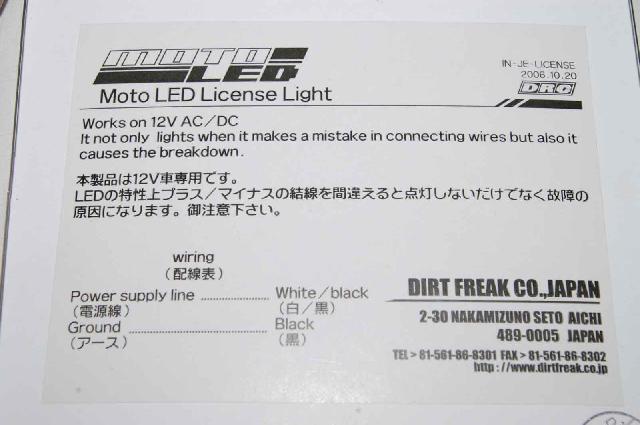 MOTO
LED
IN-JE-LICENSE
2006.10.20
DRC
Moto LED License Light
Works on 12V AC/DC
It not only lights when it makes a mistake in connecting wires but also it
causes the breakdown.
本製品は12V車専用です。
LEDの特性上プラス/マイナスの結線を間違えると点灯しないだけでなく故障の
原因になります。御注意下さい。
wiring
(配線表)
Power supply line .................... White/black
(電源線) (白/黒)
Ground .................................. Black
(アース) (黒)
DIRT FREAK CO.,JAPAN
2-30 NAKAMIZUNO SETO AICHI
489-0005 JAPAN
TEL > 81-561-86-8301 FAX > 81-561-86-8302
http://www.dirtfreak.co.jp